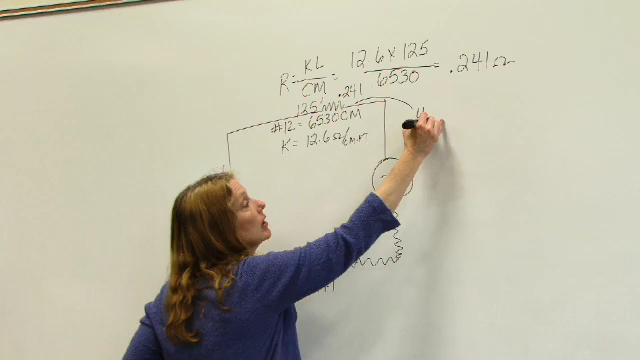 R = KL / CM = 12.6 x 125 / 6530 = .241 Ω
.241
125'
#12 = 6530 CM
K = 12.6 Ω/CM.FT